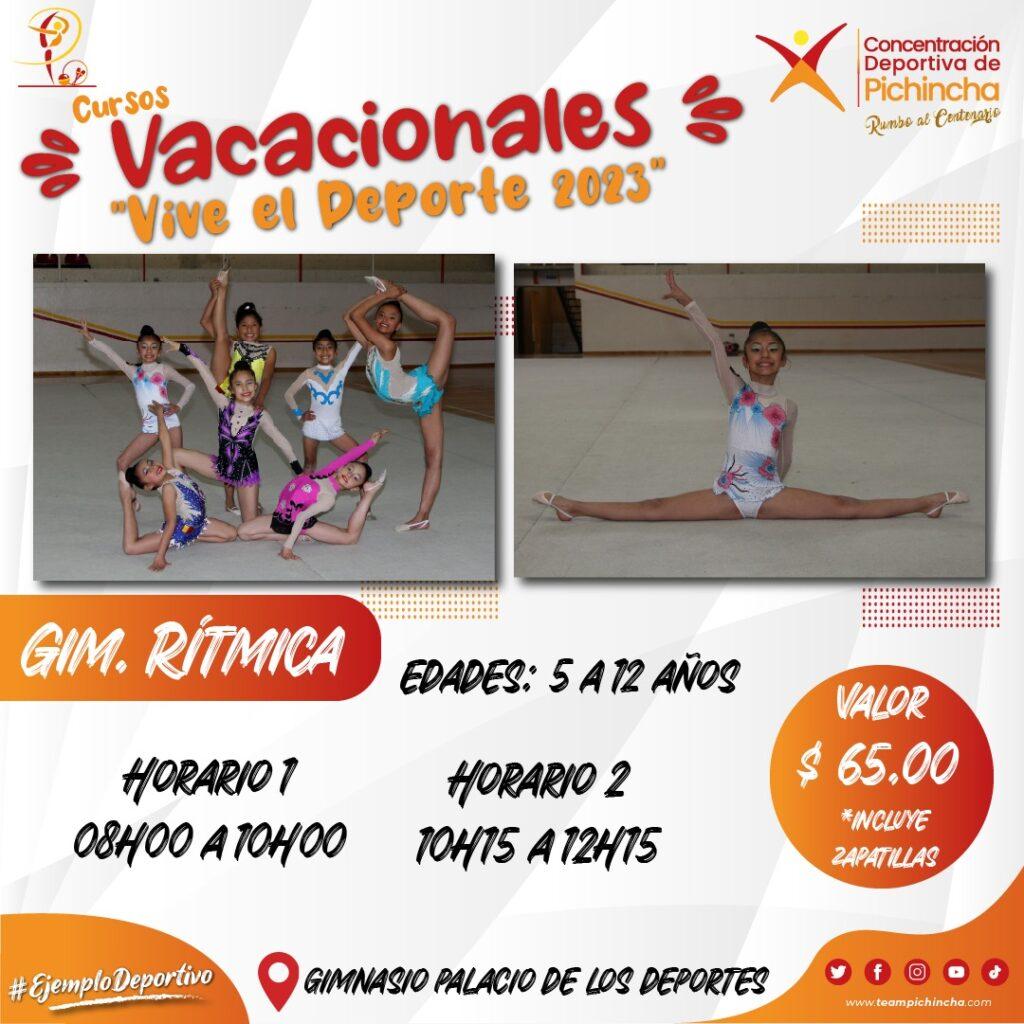 Cursos
Vacacionales
"Vive el Deporte 2023"
Concentración
Deportiva de
Pichincha
Rumbo al Centenario
GIM. RÍTMICA
EDADES: 5 A 12 AÑOS
HORARIO 1
08H00 A 10H00
HORARIO 2
10H15 A 12H15
VALOR
$ 65.00
*INCLUYE
ZAPATILLAS
#EjemploDeportivo
GIMNASIO PALACIO DE LOS DEPORTES
www.teampichincha.com